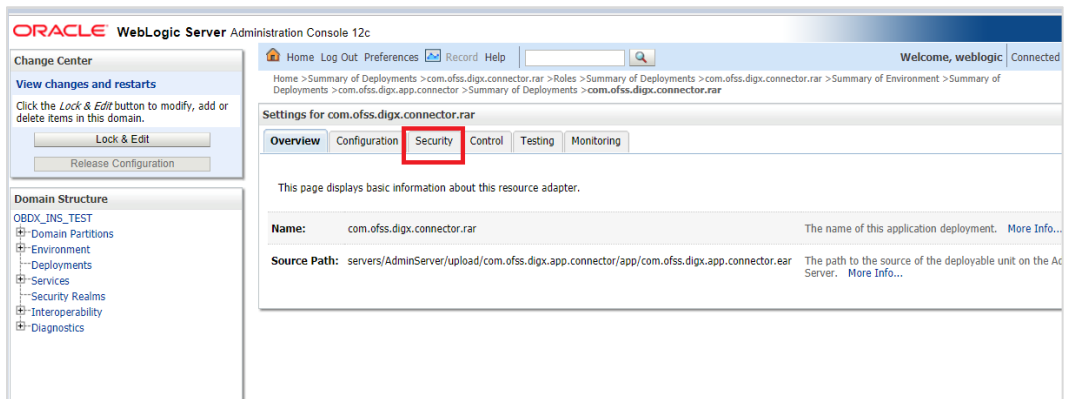 ORACLE WebLogic Server Administration Console 12c
Change Center
View changes and restarts
Click the Lock & Edit button to modify, add or
delete items in this domain.
Lock & Edit
Release Configuration
Domain Structure
OBDX_INS_TEST
Domain Partitions
Environment
Deployments
Services
Security Realms
Interoperability
Diagnostics
Home Log Out Preferences Record Help
Welcome, weblogic Connected
Home >Summary of Deployments >com.ofss.digx.connector.rar >Roles >Summary of Deployments >com.ofss.digx.connector.rar >Summary of Environment >Summary of
Deployments >com.ofss.digx.app.connector >Summary of Deployments >com.ofss.digx.connector.rar
Settings for com.ofss.digx.connector.rar
Overview Configuration Security Control Testing Monitoring
This page displays basic information about this resource adapter.
Name: com.ofss.digx.connector.rar The name of this application deployment. More Info...
Source Path: servers/AdminServer/upload/com.ofss.digx.app.connector/app/com.ofss.digx.app.connector.ear The path to the source of the deployable unit on the
Server. More Info...